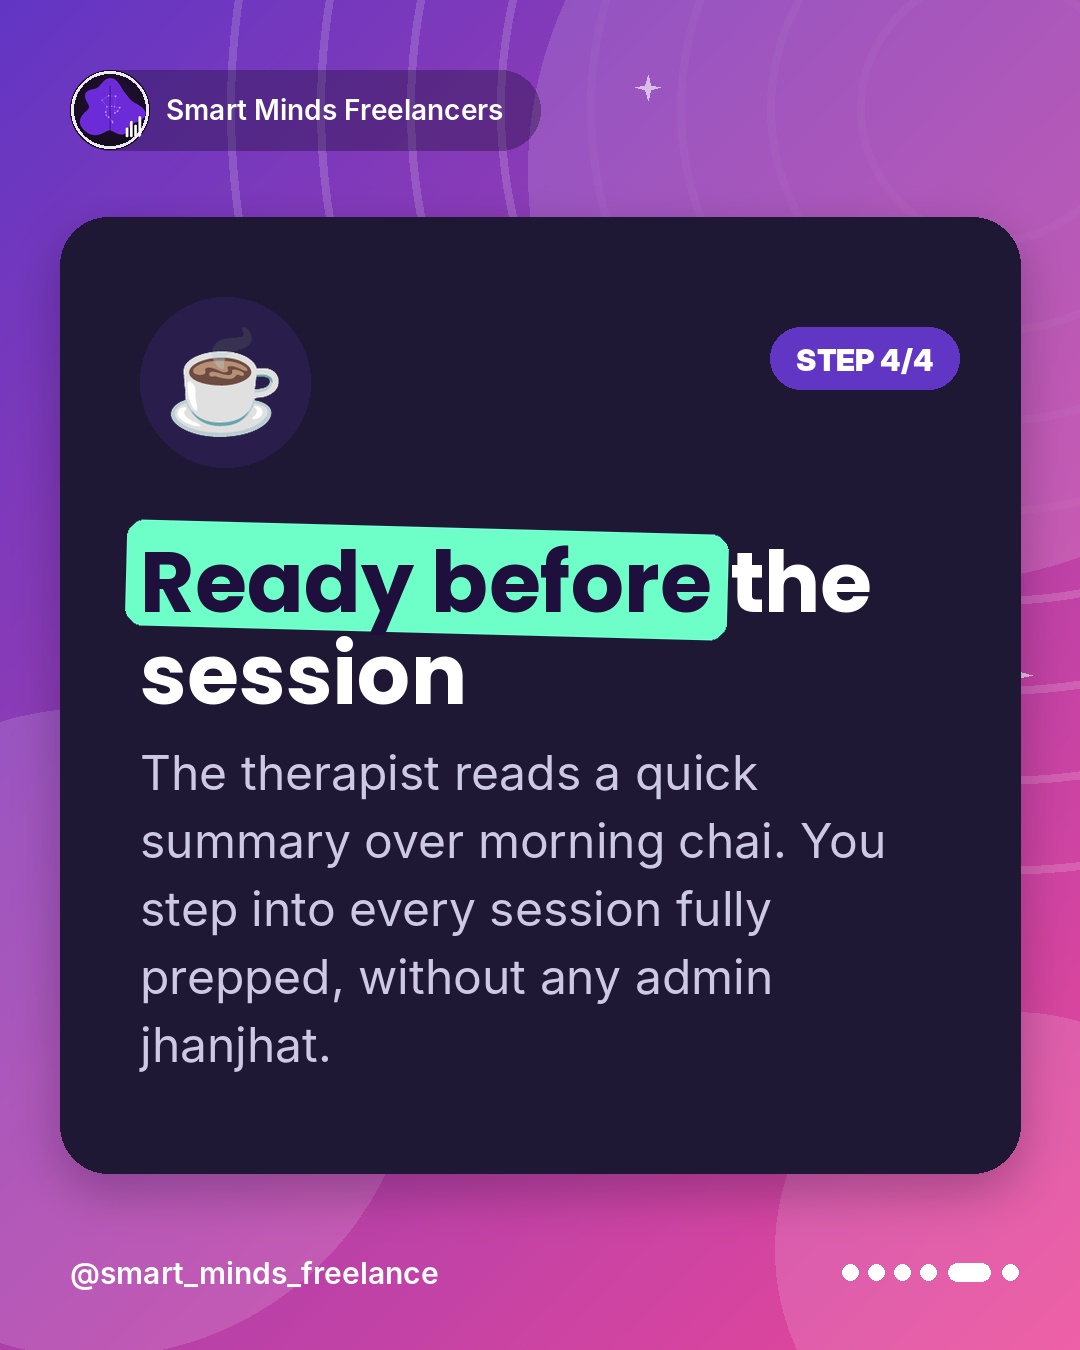 Smart Minds Freelancers
STEP 4/4
Ready before the
session
The therapist reads a quick
summary over morning chai. You
step into every session fully
prepped, without any admin
jhanjhat.
@smart_minds_freelance